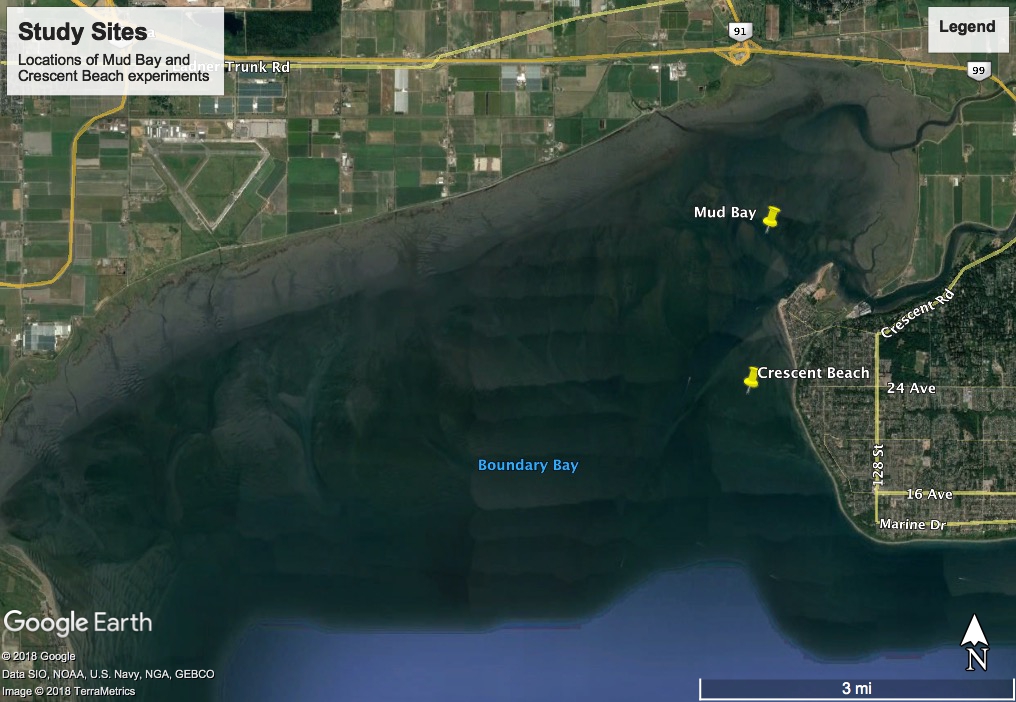 Study Sites
Locations of Mud Bay and
Crescent Beach experiments
Legend
91
Trunk Rd
99
Mud Bay
Crescent Rd
Crescent Beach
24 Ave
128 St
Boundary Bay
16 Ave
Marine Dr
Google Earth
© 2018 Google
Data SIO, NOAA, U.S. Navy, NGA, GEBCO
Image © 2018 TerraMetrics
N
3 mi